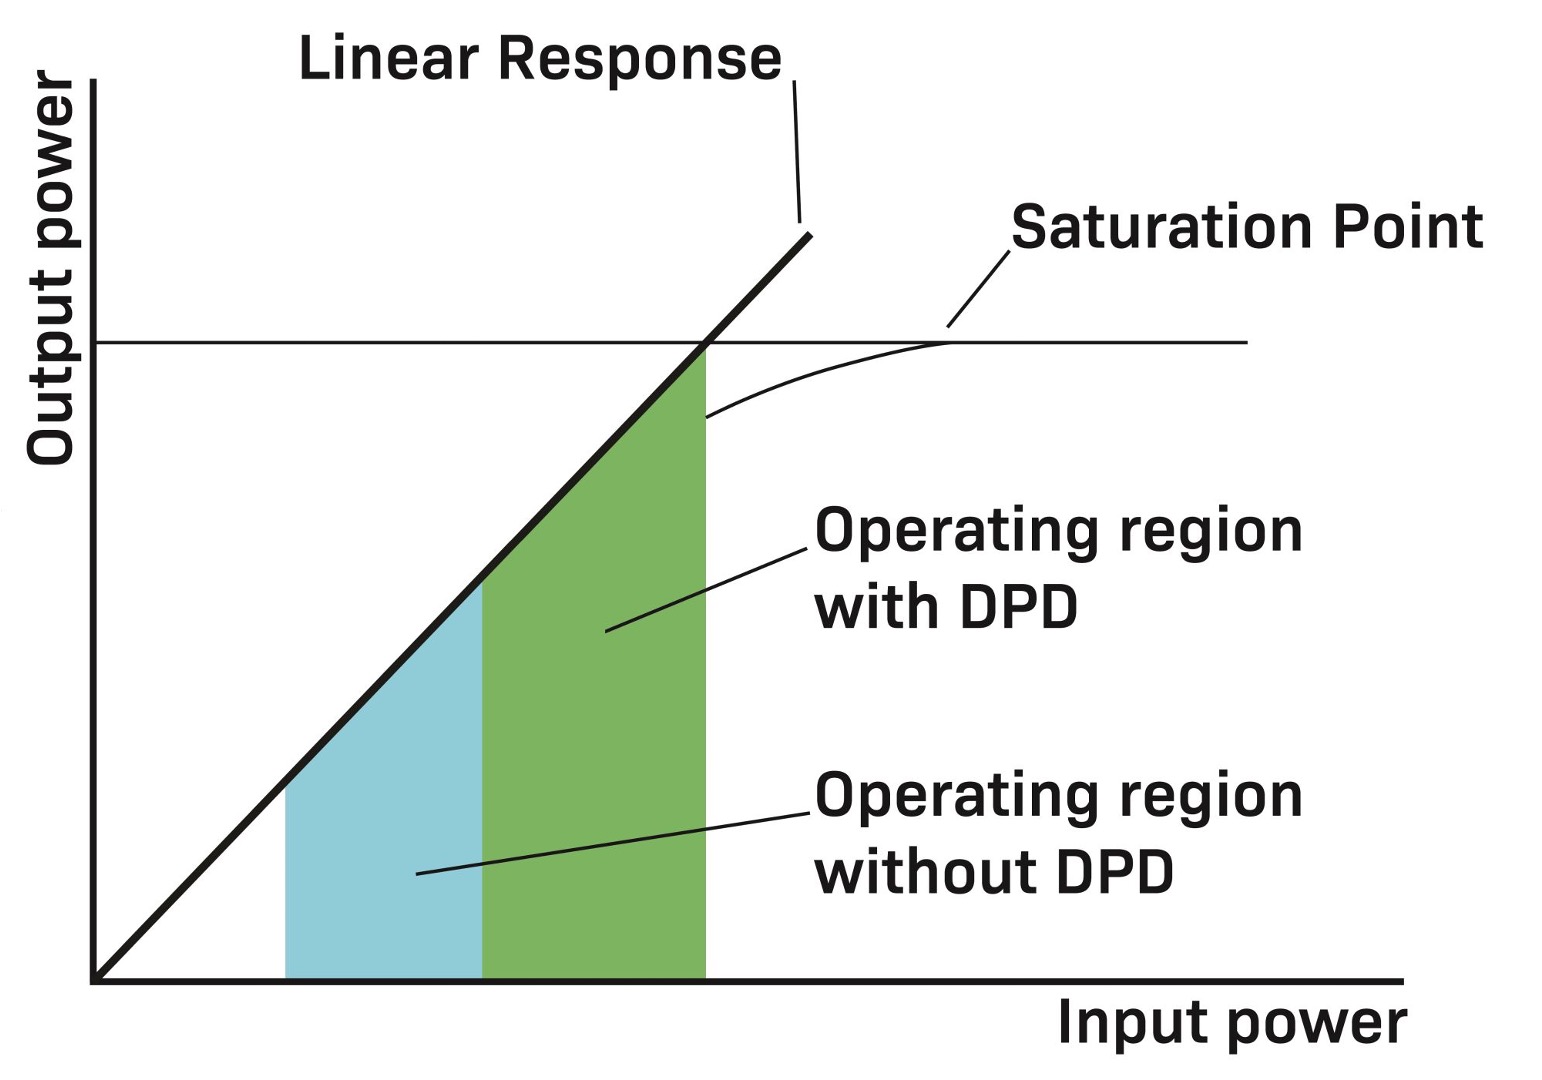 Linear Response
Saturation Point
Output power
Operating region
with DPD
Operating region
without DPD
Input power